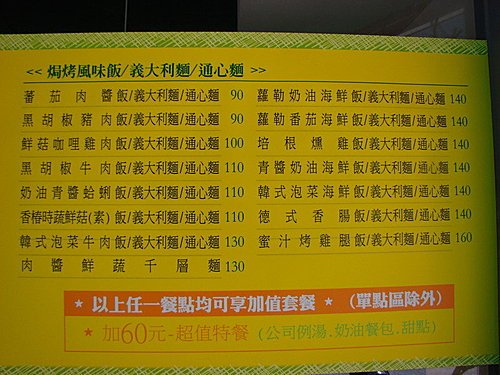 << 焗烤風味飯/義大利麵/通心麵 >>
蕃茄肉醬飯/義大利麵/通心麵 90
黑胡椒豬肉飯/義大利麵/通心麵 90
鮮菇咖哩雞肉飯/義大利麵/通心麵 100
黑胡椒牛肉飯/義大利麵/通心麵 110
奶油青醬蛤蜊飯/義大利麵/通心麵 110
香椿時蔬鮮菇(素)飯/義大利麵/通心麵 110
韓式泡菜牛肉飯/義大利麵/通心麵 130
肉醬鮮蔬千層麵 130
蘿勒奶油海鮮飯/義大利麵/通心麵 140
蘿勒番茄海鮮飯/義大利麵/通心麵 140
培根燻雞飯/義大利麵/通心麵 140
青醬奶油海鮮飯/義大利麵/通心麵 140
韓式泡菜海鮮飯/義大利麵/通心麵 140
德式香腸飯/義大利麵/通心麵 140
蜜汁烤雞腿飯/義大利麵/通心麵 160
★ 以上任一餐點均可享加值套餐 ★ (單點區除外)
★ 加60元-超值特餐 (公司例湯.奶油餐包.甜點)